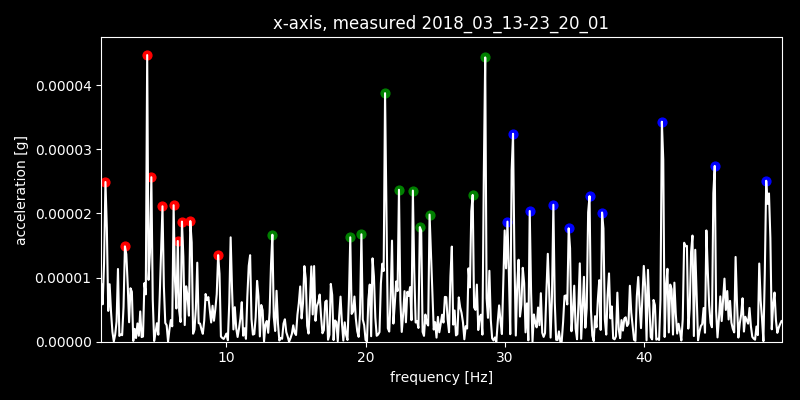 x-axis, measured 2018_03_13-23_20_01
acceleration [g]
0.00004
0.00003
0.00002
0.00001
0.00000
10 20 30 40
frequency [Hz]